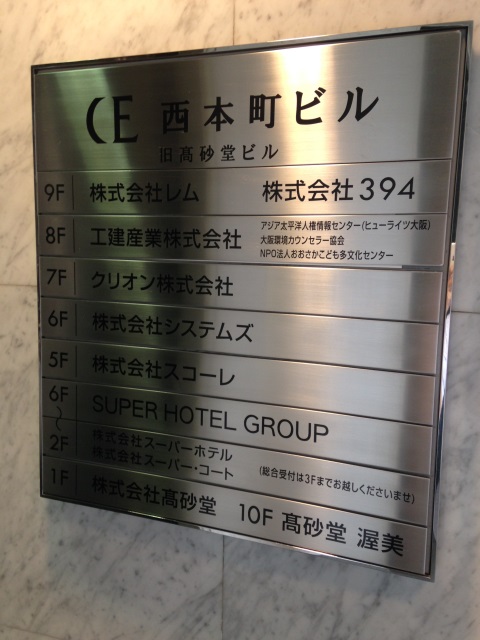 CE 西本町ビル
旧髙砂堂ビル
9F 株式会社レム 株式会社394
8F 工建産業株式会社
アジア太平洋人権情報センター(ヒューライツ大阪)
大阪環境カウンセラー協会
NPO法人おおさかこども多文化センター
7F クリオン株式会社
6F 株式会社システムズ
5F 株式会社スコーレ
6F
〜
2F
SUPER HOTEL GROUP
株式会社スーパーホテル
株式会社スーパー・コート
(総合受付は3Fまでお越しくださいませ)
1F 株式会社髙砂堂 10F 髙砂堂 渥美